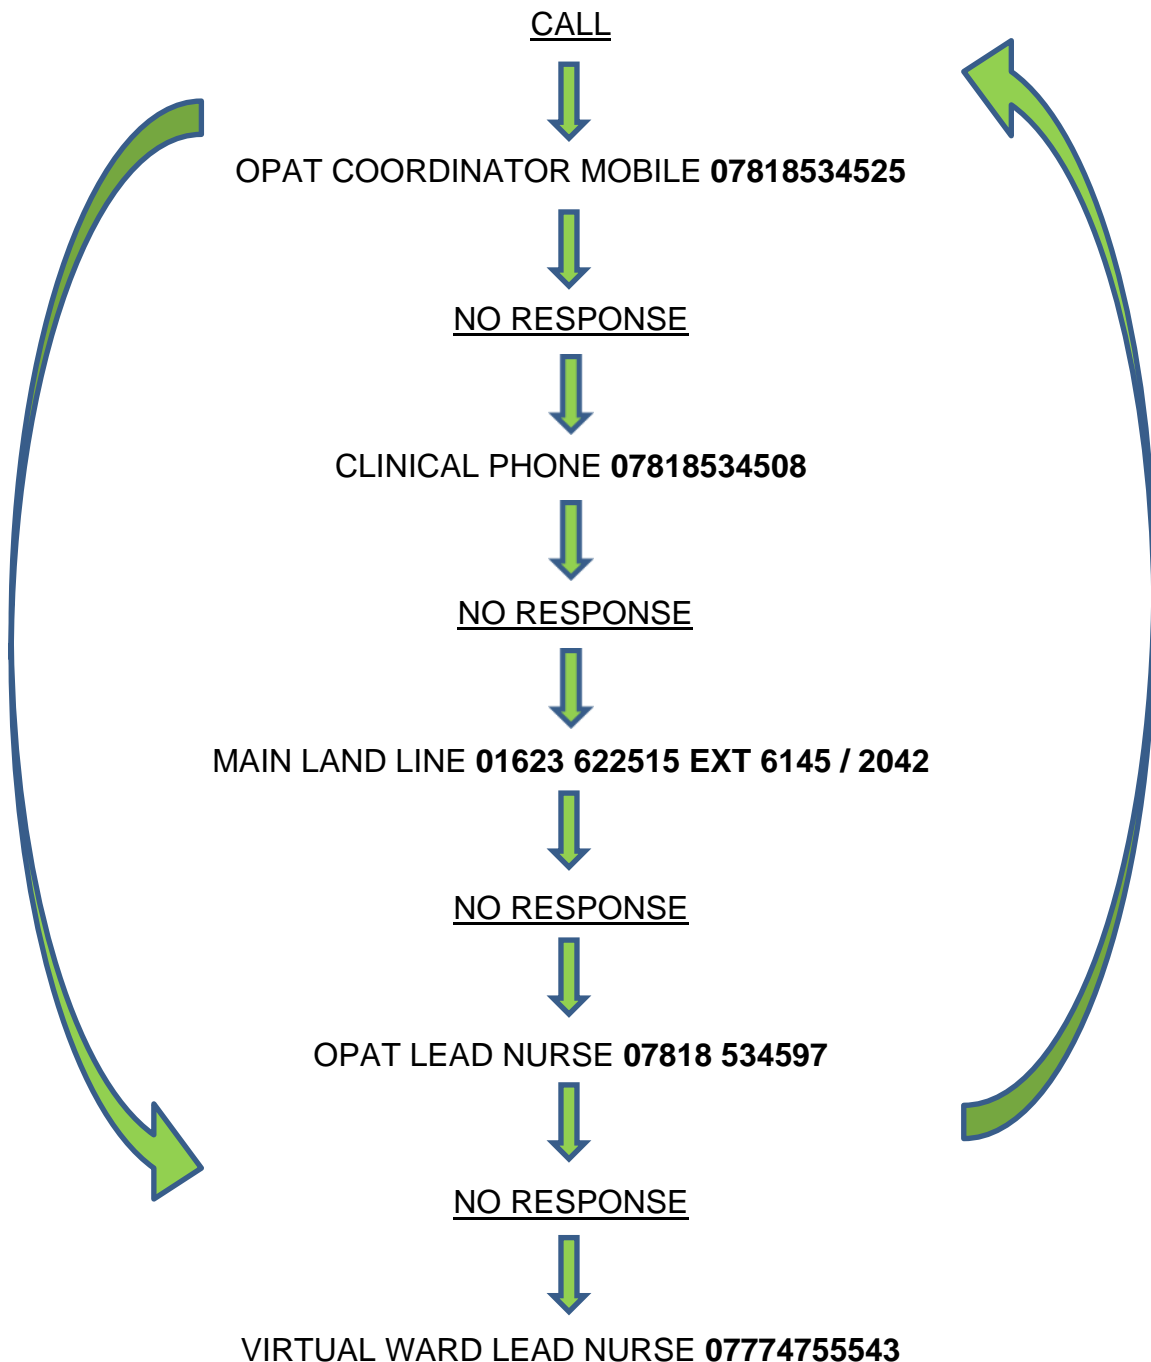 CALL
OPAT COORDINATOR MOBILE 07818534525
NO RESPONSE
CLINICAL PHONE 07818534508
NO RESPONSE
MAIN LAND LINE 01623 622515 EXT 6145 / 2042
NO RESPONSE
OPAT LEAD NURSE 07818 534597
NO RESPONSE
VIRTUAL WARD LEAD NURSE 07774755543